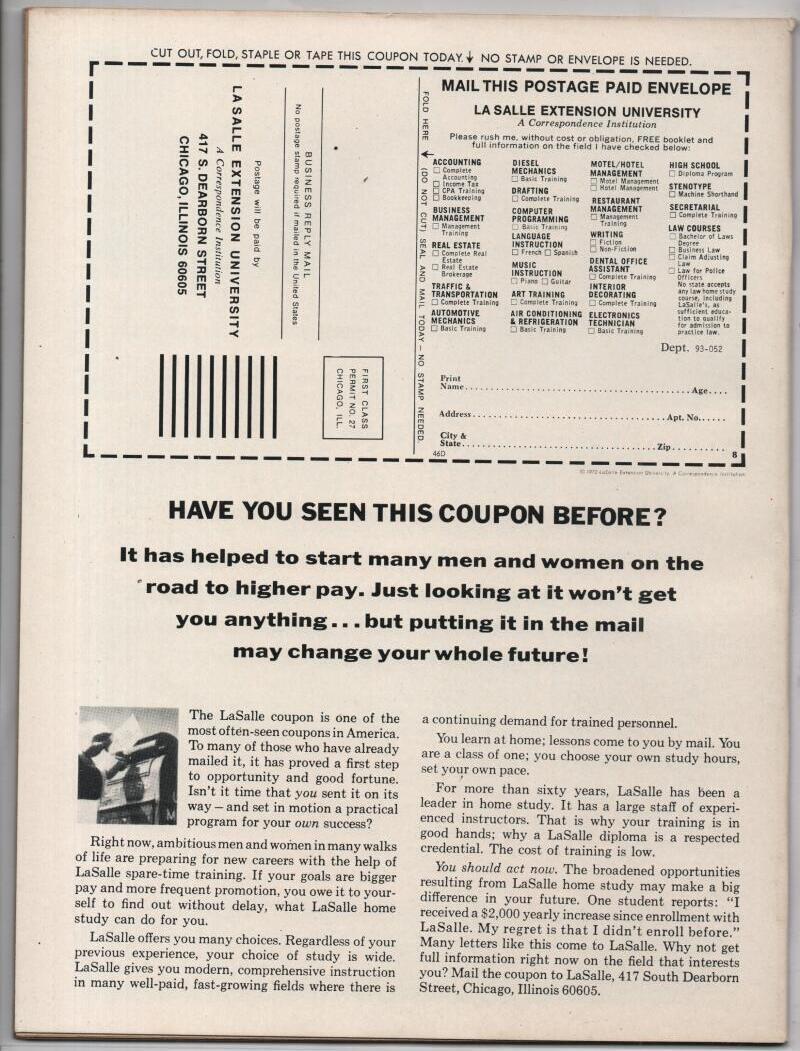 CUT OUT, FOLD, STAPLE OR TAPE THIS COUPON TODAY. ↓ NO STAMP OR ENVELOPE IS NEEDED.
LA SALLE EXTENSION UNIVERSITY
A Correspondence Institution
417 S. DEARBORN STREET
CHICAGO, ILLINOIS 60605
Postage will be paid by
BUSINESS REPLY MAIL
No postage stamp required if mailed in the United States
FIRST CLASS
PERMIT NO. 27
CHICAGO, ILL.
FOLD HERE ← (DO NOT CUT) SEAL AND MAIL TODAY — NO STAMP NEEDED.
MAIL THIS POSTAGE PAID ENVELOPE
LA SALLE EXTENSION UNIVERSITY
A Correspondence Institution
Please rush me, without cost or obligation, FREE booklet and
full information on the field I have checked below:
ACCOUNTING
□ Complete
Accounting
□ Income Tax
□ CPA Training
□ Bookkeeping
BUSINESS
MANAGEMENT
□ Management
Training
REAL ESTATE
□ Complete Real
Estate
□ Real Estate
Brokerage
TRAFFIC &
TRANSPORTATION
□ Complete Training
AUTOMOTIVE
MECHANICS
□ Basic Training
DIESEL
MECHANICS
□ Basic Training
DRAFTING
□ Complete Training
COMPUTER
PROGRAMMING
□ Basic Training
LANGUAGE
INSTRUCTION
□ French □ Spanish
MUSIC
INSTRUCTION
□ Piano □ Guitar
ART TRAINING
□ Complete Training
AIR CONDITIONING
& REFRIGERATION
□ Basic Training
MOTEL/HOTEL
MANAGEMENT
□ Motel Management
□ Hotel Management
RESTAURANT
MANAGEMENT
□ Management
Training
WRITING
□ Fiction
□ Non-Fiction
DENTAL OFFICE
ASSISTANT
□ Complete Training
INTERIOR
DECORATING
□ Complete Training
ELECTRONICS
TECHNICIAN
□ Basic Training
HIGH SCHOOL
□ Diploma Program
STENOTYPE
□ Machine Shorthand
SECRETARIAL
□ Complete Training
LAW COURSES
□ Bachelor of Laws
Degree
□ Business Law
□ Claim Adjusting
Law
□ Law for Police
Officers
No state accepts
any law home study
course, including
LaSalle's, as
sufficient educa-
tion to qualify
for admission to
practice law.
Dept. 93-052
Print
Name.......... Age....
Address.......... Apt. No......
City &
State.......... Zip..........
46D 8
© 1972 LaSalle Extension University. A Correspondence Institution
HAVE YOU SEEN THIS COUPON BEFORE?
It has helped to start many men and women on the
road to higher pay. Just looking at it won't get
you anything...but putting it in the mail
may change your whole future!
The LaSalle coupon is one of the
most often-seen coupons in America.
To many of those who have already
mailed it, it has proved a first step
to opportunity and good fortune.
Isn't it time that you sent it on its
way — and set in motion a practical
program for your own success?
Right now, ambitious men and women in many walks
of life are preparing for new careers with the help of
LaSalle spare-time training. If your goals are bigger
pay and more frequent promotion, you owe it to your-
self to find out without delay, what LaSalle home
study can do for you.
LaSalle offers you many choices. Regardless of your
previous experience, your choice of study is wide.
LaSalle gives you modern, comprehensive instruction
in many well-paid, fast-growing fields where there is
a continuing demand for trained personnel.
You learn at home; lessons come to you by mail. You
are a class of one; you choose your own study hours,
set your own pace.
For more than sixty years, LaSalle has been a
leader in home study. It has a large staff of experi-
enced instructors. That is why your training is in
good hands; why a LaSalle diploma is a respected
credential. The cost of training is low.
You should act now. The broadened opportunities
resulting from LaSalle home study may make a big
difference in your future. One student reports: "I
received a $2,000 yearly increase since enrollment with
LaSalle. My regret is that I didn't enroll before."
Many letters like this come to LaSalle. Why not get
full information right now on the field that interests
you? Mail the coupon to LaSalle, 417 South Dearborn
Street, Chicago, Illinois 60605.